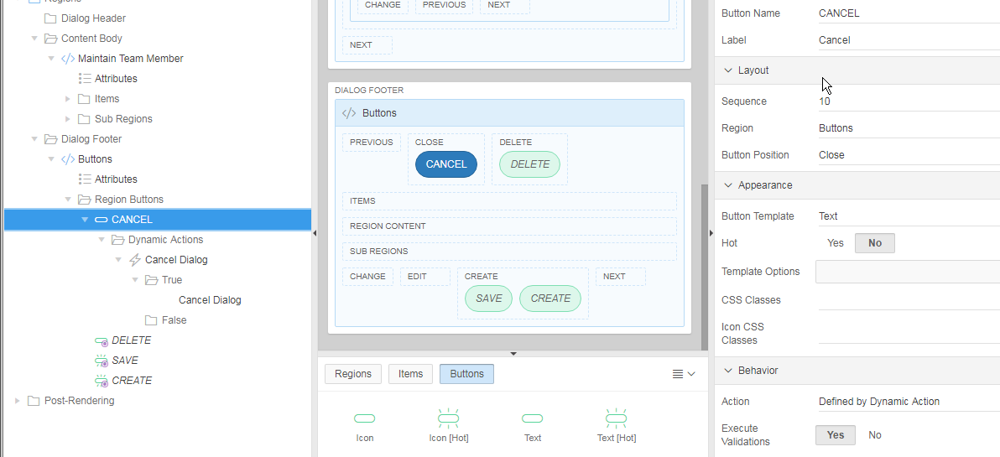 Regions
Dialog Header
Content Body
Maintain Team Member
Attributes
Items
Sub Regions
Dialog Footer
Buttons
Attributes
Region Buttons
CANCEL
Dynamic Actions
Cancel Dialog
True
Cancel Dialog
False
DELETE
SAVE
CREATE
Post-Rendering
CHANGE PREVIOUS NEXT
NEXT
DIALOG FOOTER
Buttons
PREVIOUS CLOSE DELETE
CANCEL DELETE
ITEMS
REGION CONTENT
SUB REGIONS
CHANGE EDIT CREATE NEXT
SAVE CREATE
Regions Items Buttons
Icon Icon [Hot] Text Text [Hot]
Button Name CANCEL
Label Cancel
Layout
Sequence 10
Region Buttons
Button Position Close
Appearance
Button Template Text
Hot Yes No
Template Options
CSS Classes
Icon CSS
Classes
Behavior
Action Defined by Dynamic Action
Execute
Validations Yes No